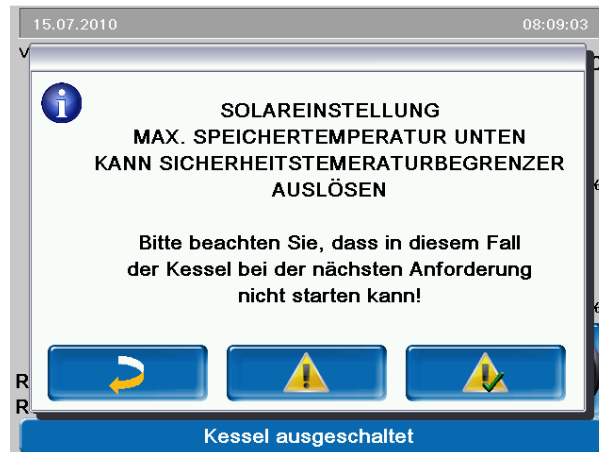 15.07.2010 08:09:03
SOLAREINSTELLUNG
MAX. SPEICHERTEMPERATUR UNTEN
KANN SICHERHEITSTEMERATURBEGRENZER
AUSLÖSEN
Bitte beachten Sie, dass in diesem Fall
der Kessel bei der nächsten Anforderung
nicht starten kann!
R
R
Kessel ausgeschaltet